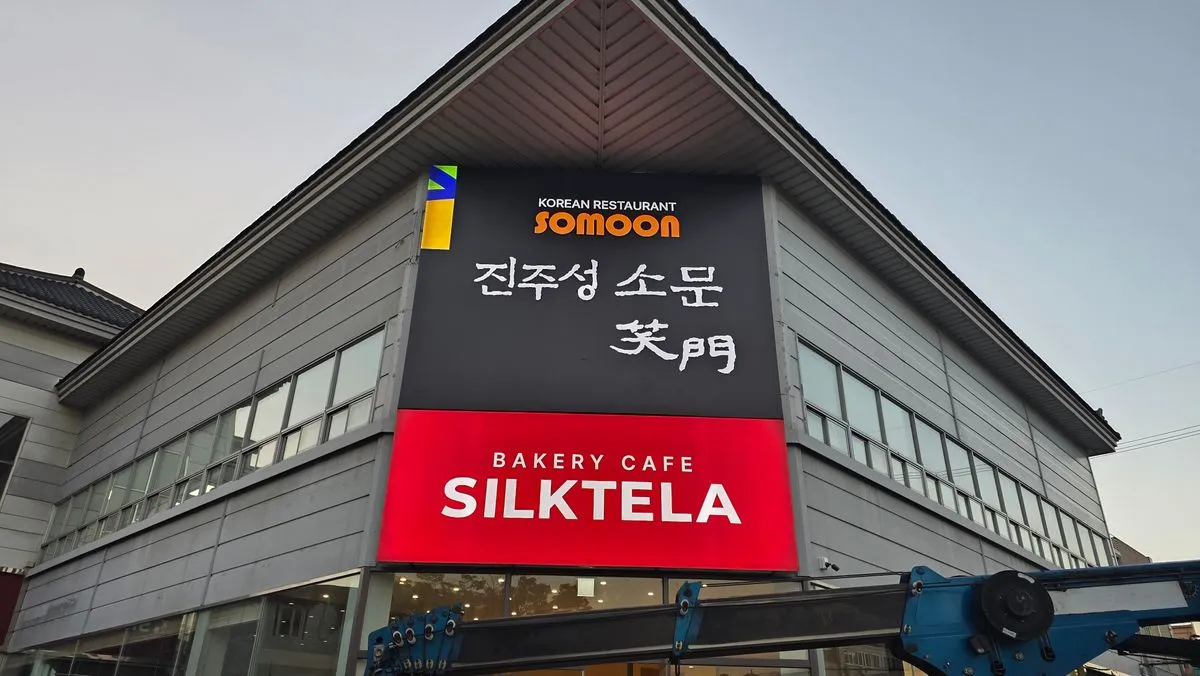 KOREAN RESTAURANT
SOMOON
진주성 소문
笑門
BAKERY CAFE
SILKTELA